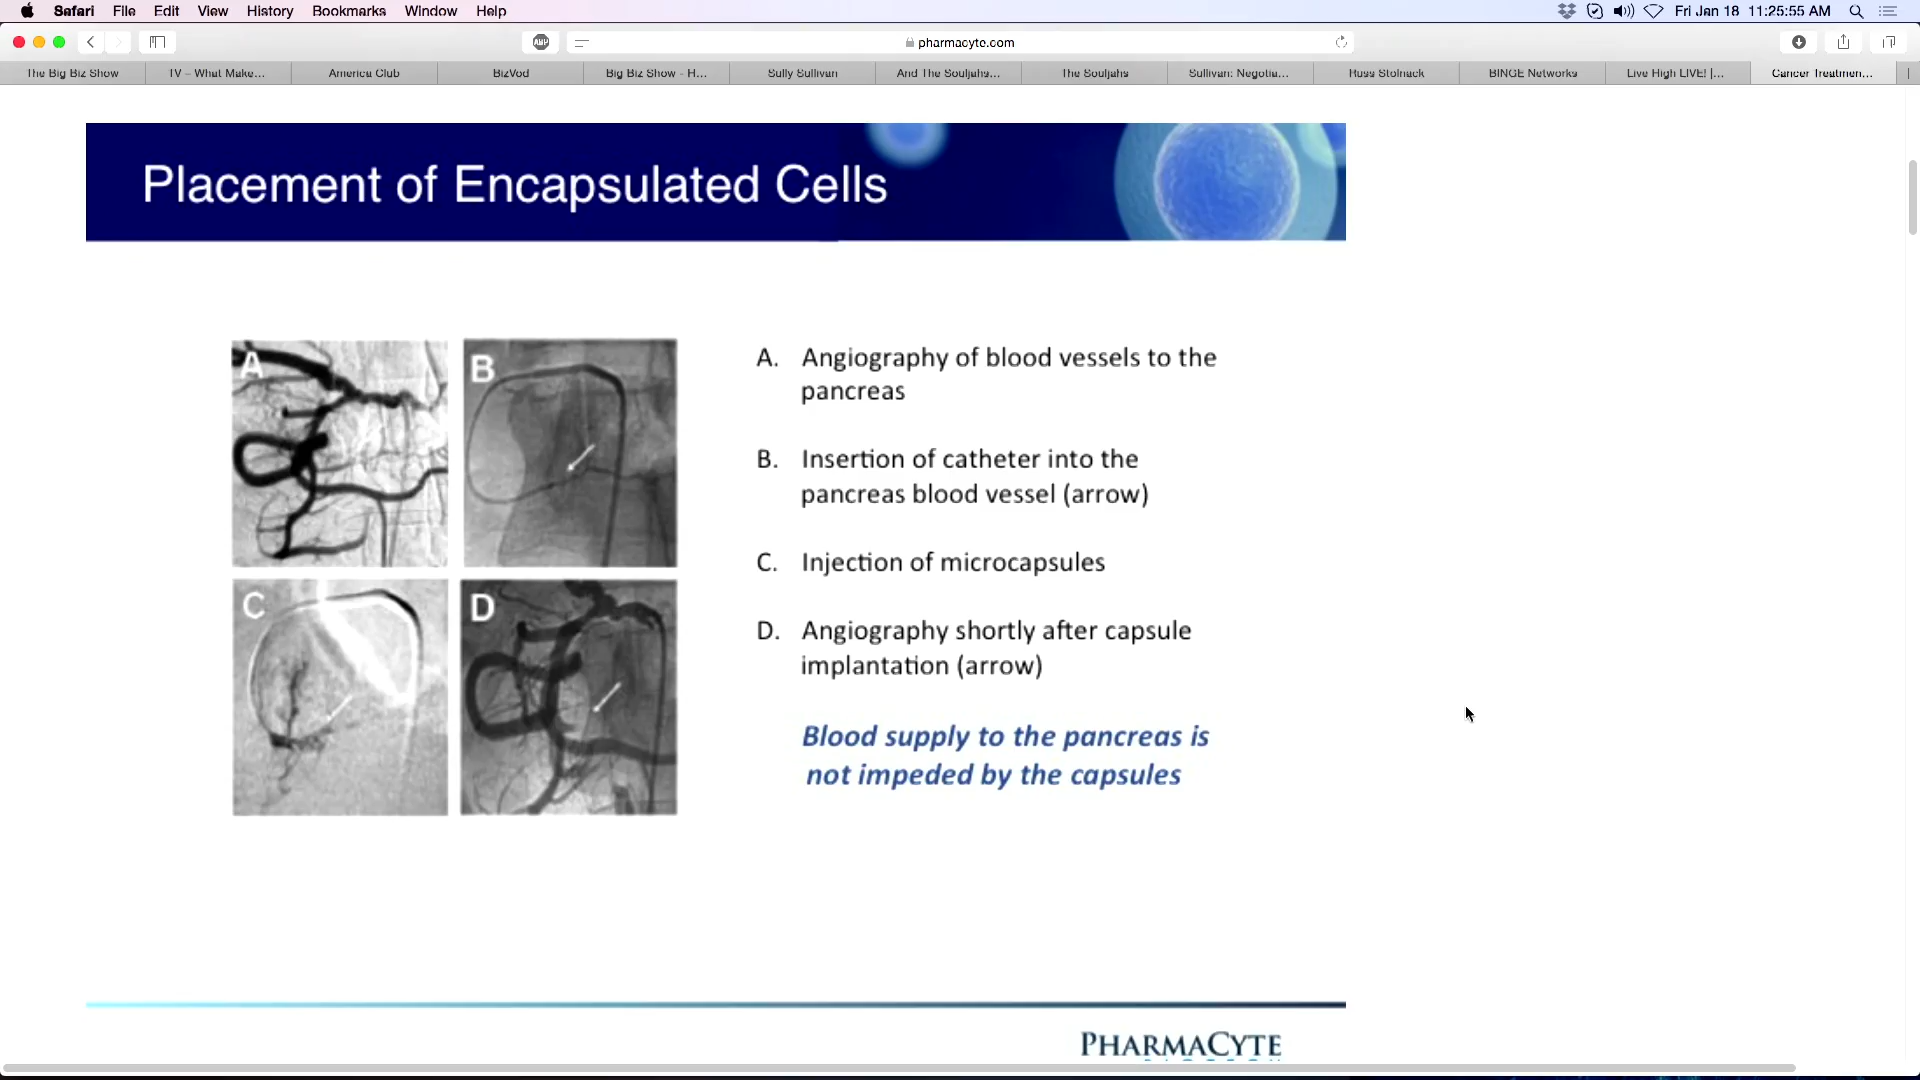 Safari File Edit View History Bookmarks Window Help Fri Jan 18 11:25:55 AM
ABP pharmacyte.com
The Big Biz Show TV – What Make... America Club BizVod Big Biz Show - H... Sully Sullivan And The Souljahs... The Souljahs Sullivan: Negotia... Russ Stolnack BINGE Networks Live High LIVE! |... Cancer Treatmen...
Placement of Encapsulated Cells
A
B
C
D
A. Angiography of blood vessels to the
pancreas
B. Insertion of catheter into the
pancreas blood vessel (arrow)
C. Injection of microcapsules
D. Angiography shortly after capsule
implantation (arrow)
Blood supply to the pancreas is
not impeded by the capsules
PHARMACYTE